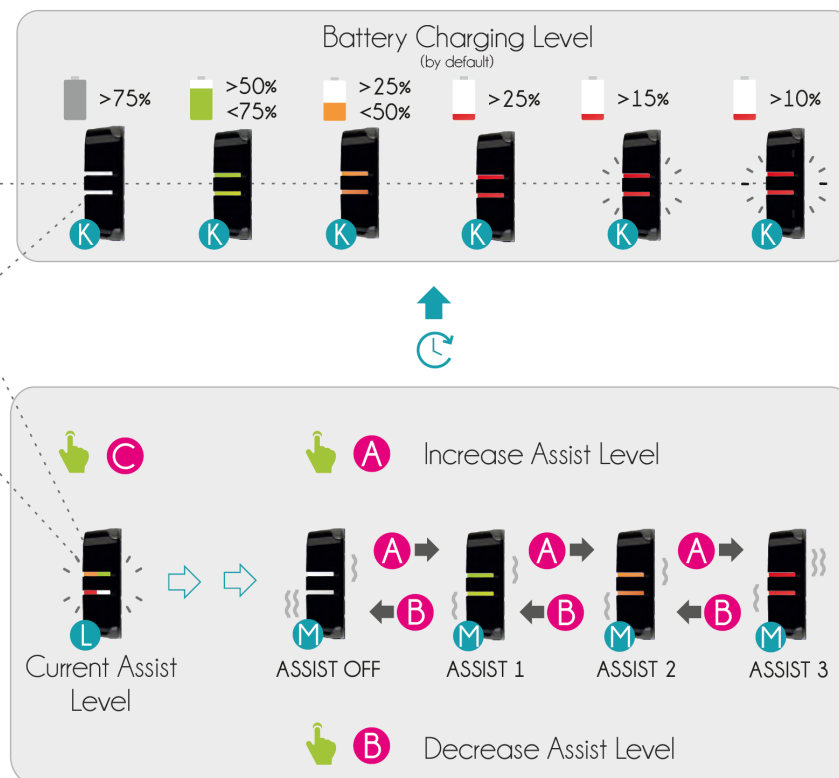 Battery Charging Level
(by default)
>75%
>50%
<75%
>25%
<50%
>25%
>15%
>10%
K
K
K
K
K
K
C
A
Increase Assist Level
A
A
A
B
B
B
L
M
M
M
M
Current Assist
Level
ASSIST OFF
ASSIST 1
ASSIST 2
ASSIST 3
B
Decrease Assist Level